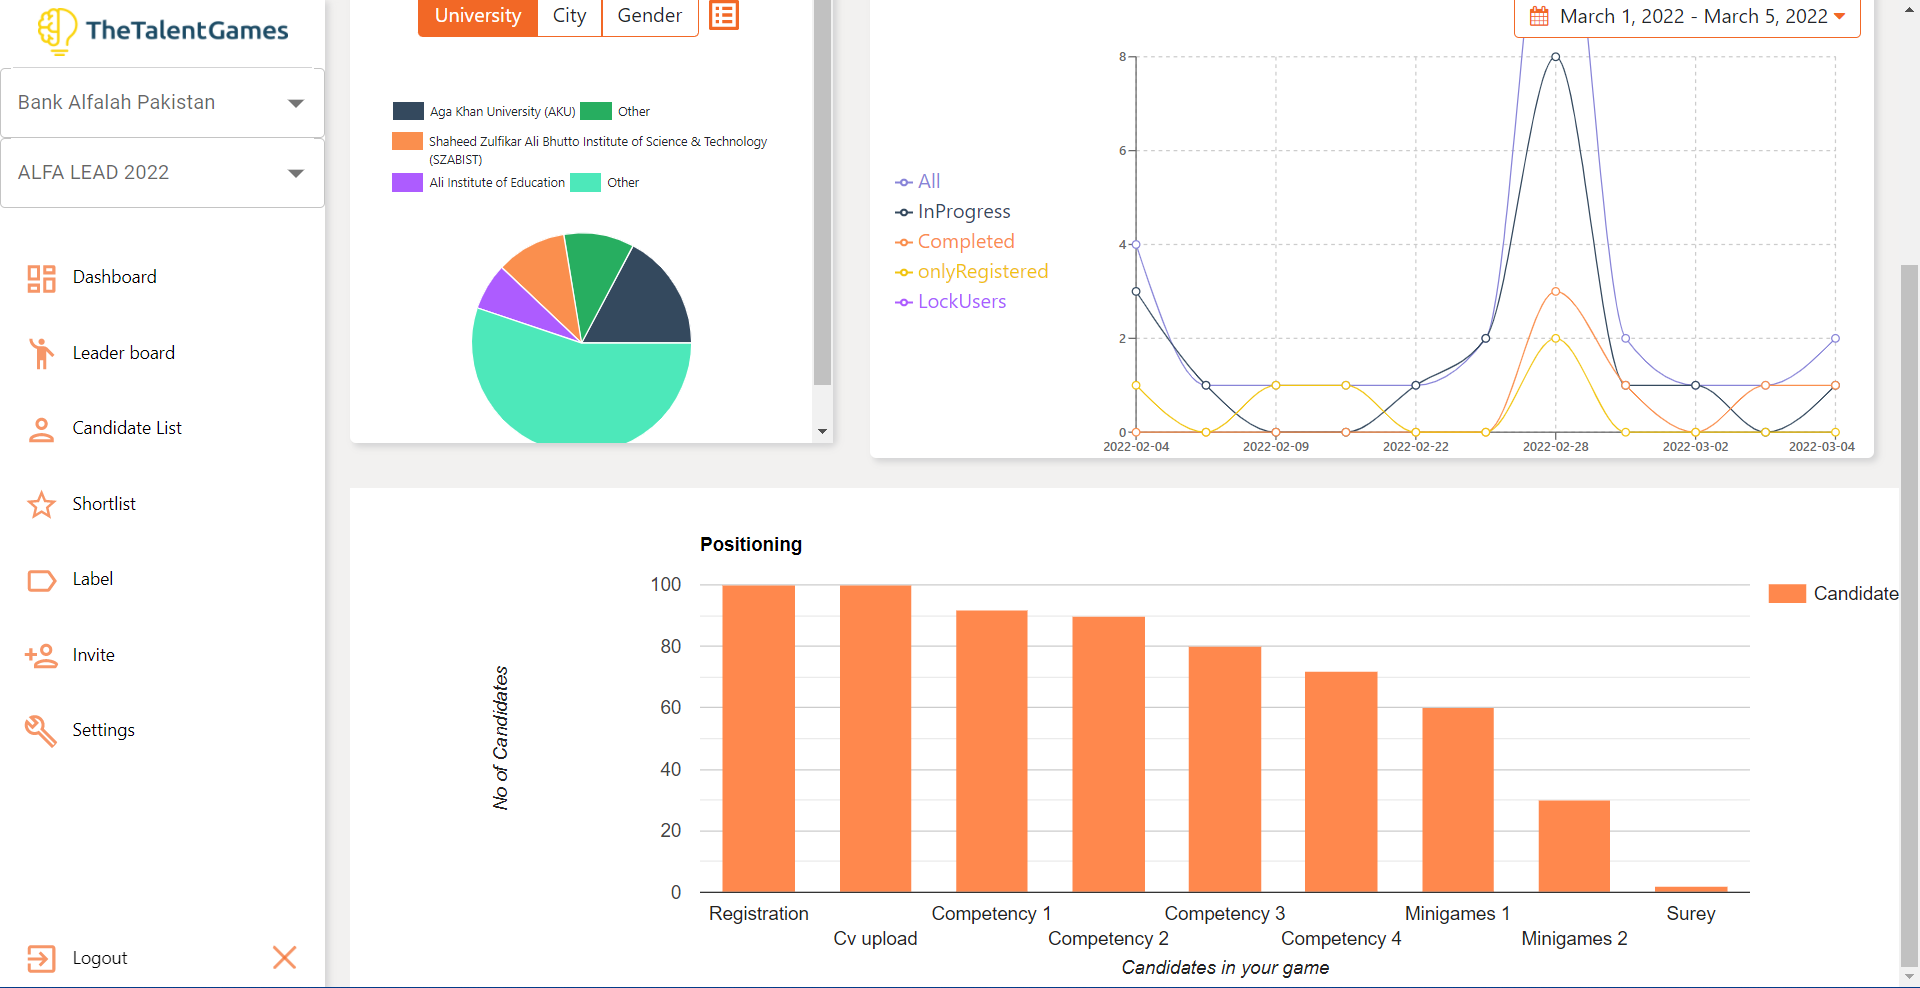 TheTalentGames
Bank Alfalah Pakistan
ALFA LEAD 2022
Dashboard
Leader board
Candidate List
Shortlist
Label
Invite
Settings
Logout
University
City
Gender
Aga Khan University (AKU)
Other
Shaheed Zulfikar Ali Bhutto Institute of Science & Technology
(SZABIST)
Ali Institute of Education
Other
March 1, 2022 - March 5, 2022
All
InProgress
Completed
onlyRegistered
LockUsers
8
6
4
2
0
2022-02-04
2022-02-09
2022-02-22
2022-02-28
2022-03-02
2022-03-04
Positioning
No of Candidates
100
80
60
40
20
0
Registration
Cv upload
Competency 1
Competency 2
Competency 3
Competency 4
Minigames 1
Minigames 2
Surey
Candidates in your game
Candidate